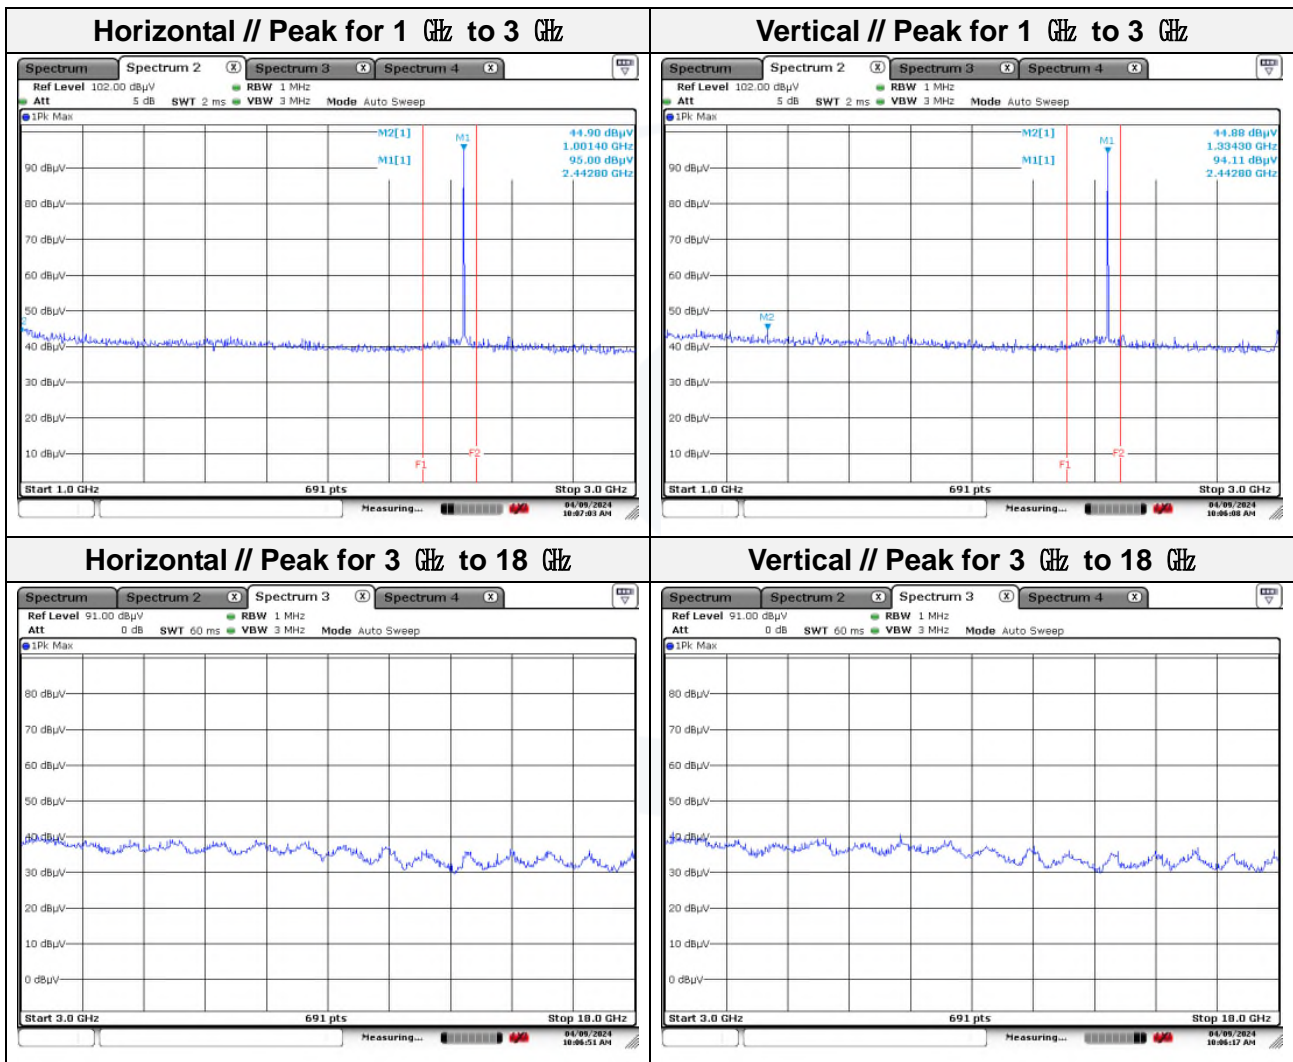 Horizontal // Peak for 1 ㎓ to 3 ㎓
Spectrum Spectrum 2 X Spectrum 3 X Spectrum 4 X
Ref Level 102.00 dBµV RBW 1 MHz
Att 5 dB SWT 2 ms VBW 3 MHz Mode Auto Sweep
1Pk Max
M2[1] 44.90 dBµV
1.00140 GHz
M1[1] 95.00 dBµV
2.44280 GHz
M1
90 dBµV
80 dBµV
70 dBµV
60 dBµV
50 dBµV
40 dBµV
30 dBµV
20 dBµV
10 dBµV
F1
F2
Start 1.0 GHz 691 pts Stop 3.0 GHz
Measuring... 04/09/2024
10:07:03 AM
Vertical // Peak for 1 ㎓ to 3 ㎓
Spectrum Spectrum 2 X Spectrum 3 X Spectrum 4 X
Ref Level 102.00 dBµV RBW 1 MHz
Att 5 dB SWT 2 ms VBW 3 MHz Mode Auto Sweep
1Pk Max
M2[1] 44.88 dBµV
1.33430 GHz
M1[1] 94.11 dBµV
2.44280 GHz
M1
90 dBµV
80 dBµV
70 dBµV
60 dBµV
50 dBµV
M2
40 dBµV
30 dBµV
20 dBµV
10 dBµV
F1
F2
Start 1.0 GHz 691 pts Stop 3.0 GHz
Measuring... 04/09/2024
10:06:08 AM
Horizontal // Peak for 3 ㎓ to 18 ㎓
Spectrum Spectrum 2 X Spectrum 3 X Spectrum 4 X
Ref Level 91.00 dBµV RBW 1 MHz
Att 0 dB SWT 60 ms VBW 3 MHz Mode Auto Sweep
1Pk Max
80 dBµV
70 dBµV
60 dBµV
50 dBµV
40 dBµV
30 dBµV
20 dBµV
10 dBµV
0 dBµV
Start 3.0 GHz 691 pts Stop 18.0 GHz
Measuring... 04/09/2024
10:06:51 AM
Vertical // Peak for 3 ㎓ to 18 ㎓
Spectrum Spectrum 2 X Spectrum 3 X Spectrum 4 X
Ref Level 91.00 dBµV RBW 1 MHz
Att 0 dB SWT 60 ms VBW 3 MHz Mode Auto Sweep
1Pk Max
80 dBµV
70 dBµV
60 dBµV
50 dBµV
40 dBµV
30 dBµV
20 dBµV
10 dBµV
0 dBµV
Start 3.0 GHz 691 pts Stop 18.0 GHz
Measuring... 04/09/2024
10:06:17 AM